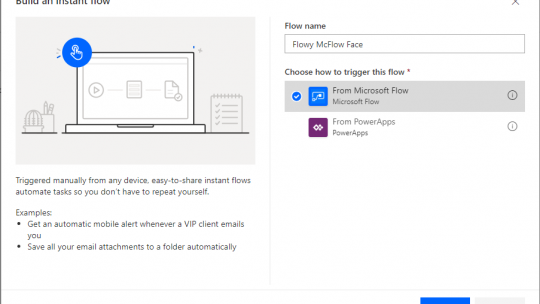 Build an instant flow
Flow name
Flowy McFlow Face
Choose how to trigger this flow *
From Microsoft Flow
Microsoft Flow
From PowerApps
PowerApps
Triggered manually from any device, easy-to-share instant flows
automate tasks so you don't have to repeat yourself.
Examples:
• Get an automatic mobile alert whenever a VIP client emails
you
• Save all your email attachments to a folder automatically